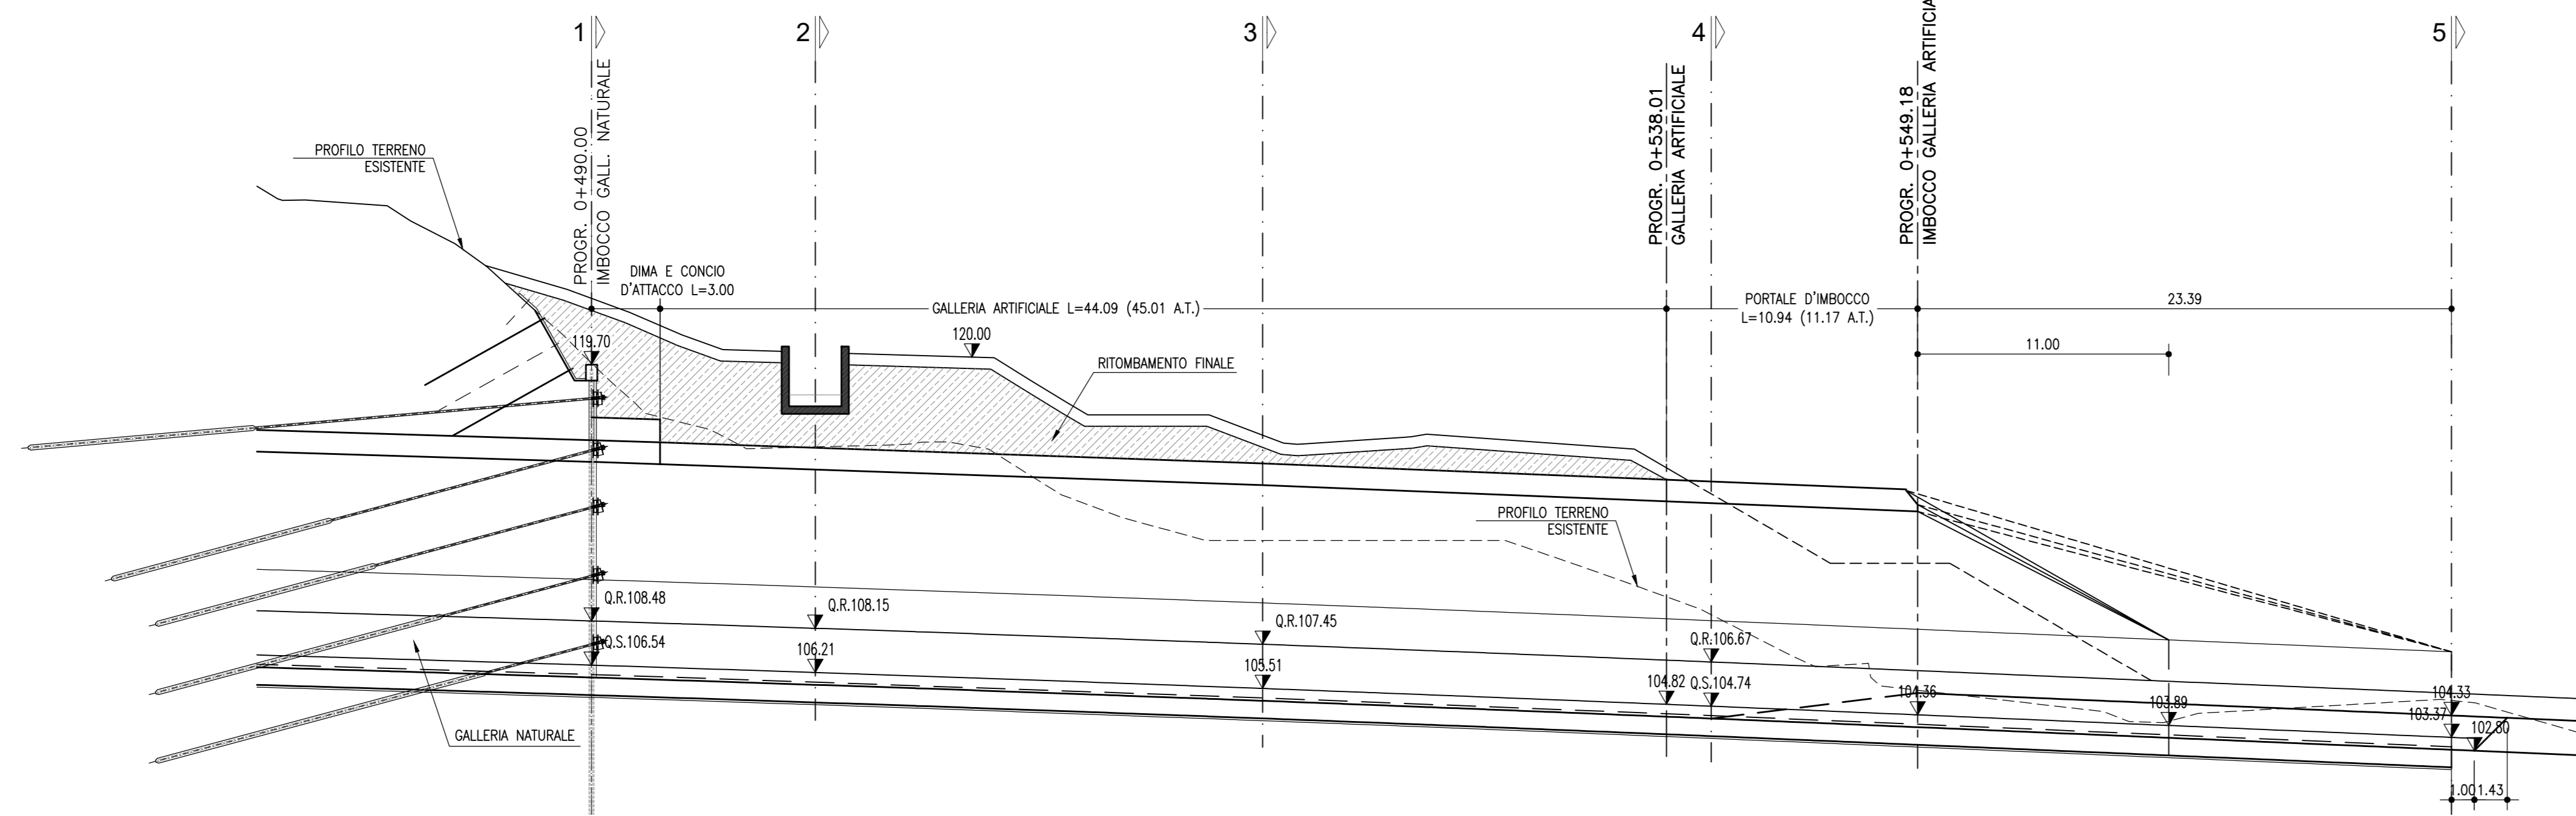 1
2
3
4
5
PROGR. 0+490.00
IMBOCCO GALL. NATURALE
PROGR. 0+538.01
GALLERIA ARTIFICIALE
PROGR. 0+549.18
IMBOCCO GALLERIA
PROFILO TERRENO
ESISTENTE
DIMA E CONCIO
D'ATTACCO L=3.00
GALLERIA ARTIFICIALE L=44.09 (45.01 A.T.)
PORTALE D'IMBOCCO
L=10.94 (11.17 A.T.)
23.39
11.00
119.70
120.00
RITOMBAMENTO FINALE
PROFILO TERRENO
ESISTENTE
Q.R.108.48
Q.R.108.15
Q.R.107.45
Q.R.106.67
Q.S.106.54
106.21
105.51
104.82
Q.S.104.74
104.36
103.89
104.33
103.37
102.80
GALLERIA NATURALE
1.00
1.43